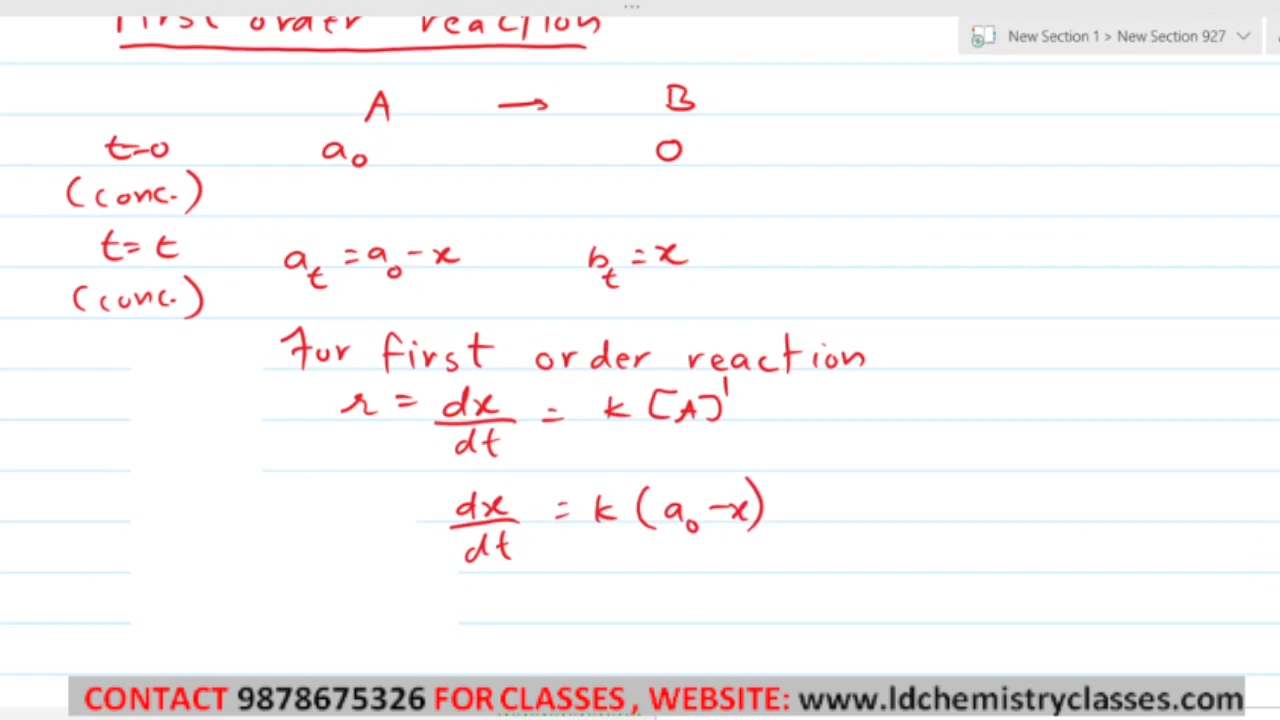 First order reaction
New Section 1 > New Section 927
A → B
t=0 a₀ 0
(conc.)
t=t aₜ = a₀-x bₜ = x
(conc.)
For first order reaction
r = dx/dt = k[A]¹
dx/dt = k(a₀-x)
CONTACT 9878675326 FOR CLASSES , WEBSITE: www.ldchemistryclasses.com